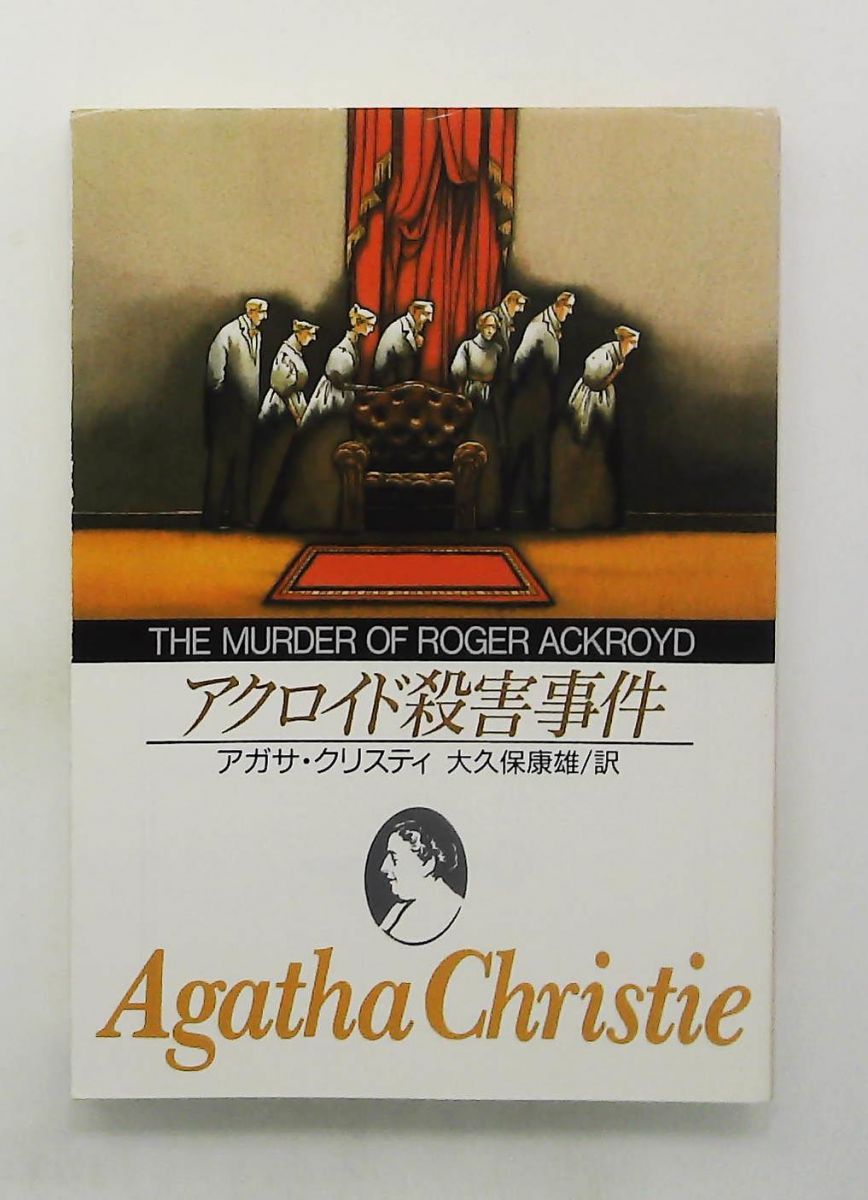 THE MURDER OF ROGER ACKROYD
アクロイド殺害事件
アガサ・クリスティ 大久保康雄/訳
Agatha Christie